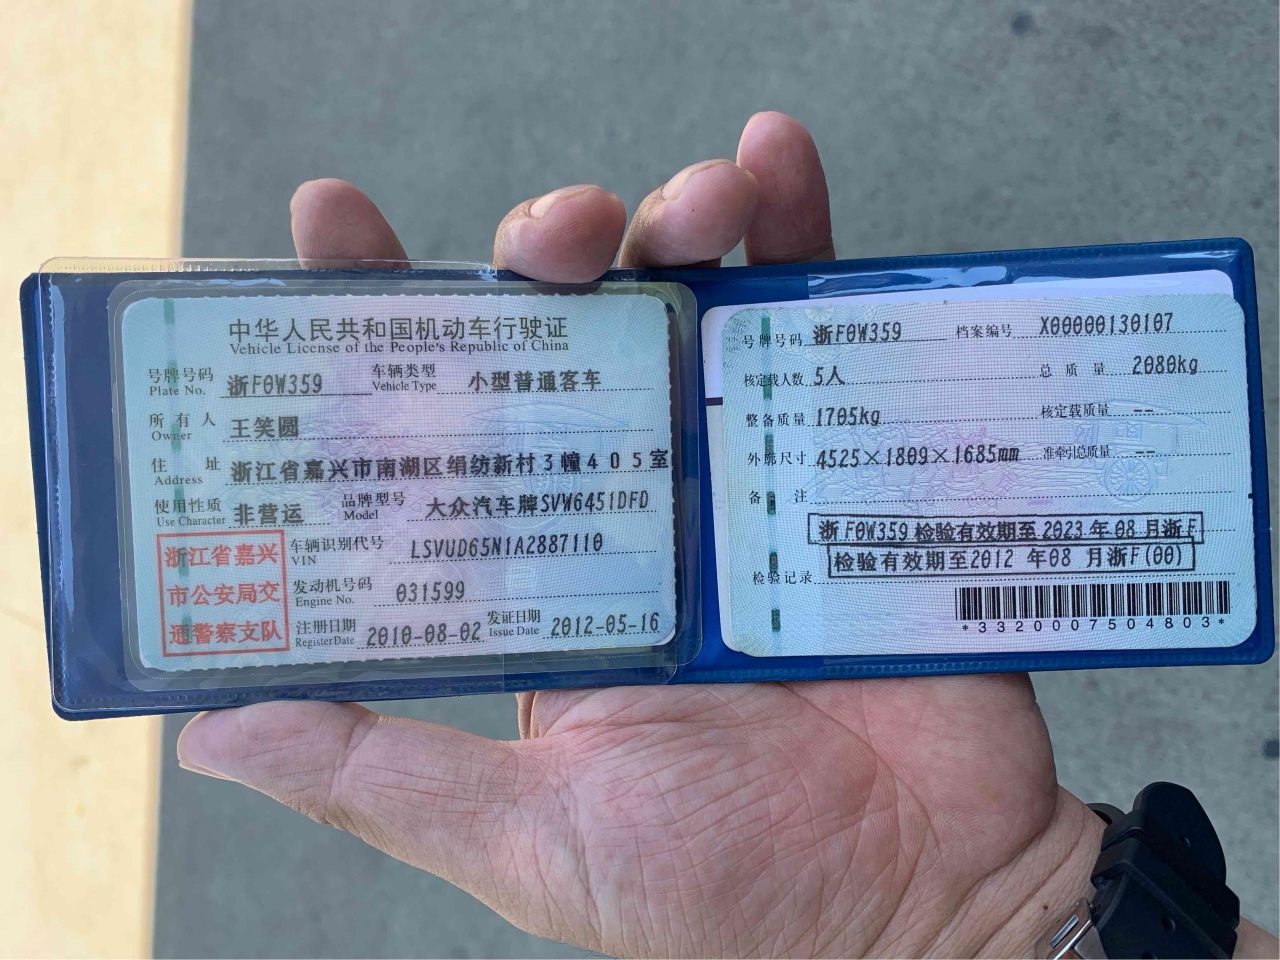 中华人民共和国机动车行驶证
Vehicle License of the People's Republic of China
号牌号码 浙F0W359 车辆类型 小型普通客车
Plate No. Vehicle Type
所有人 王笑圆
Owner
住址 浙江省嘉兴市南湖区绢纺新村3幢405室
Address
使用性质 非营运 品牌型号 大众汽车牌SVW6451DFD
Use Character Model
浙江省嘉兴
市公安局交
通警察支队
车辆识别代号 LSVUD65N1A2887110
VIN
发动机号码 031599
Engine No.
注册日期 2010-08-02 发证日期 2012-05-16
Register Date Issue Date
号牌号码 浙F0W359 档案编号 X00000130107
核定载人数 5人 总质量 2080kg
整备质量 1705kg 核定载质量 --
外廓尺寸 4525×1809×1685mm 准牵引总质量 --
备注
浙F0W359 检验有效期至2023年08月浙F
检验有效期至2012 年08 月浙F(00)
检验记录
*3320007504803*